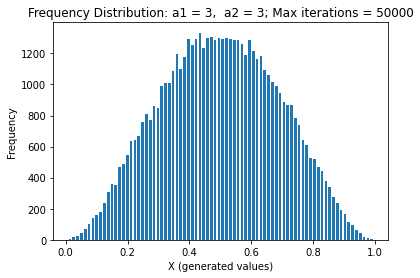 Frequency Distribution: a1 = 3,  a2 = 3; Max iterations = 50000
1200
1000
800
600
400
200
0
Frequency
0.0 0.2 0.4 0.6 0.8 1.0
X (generated values)